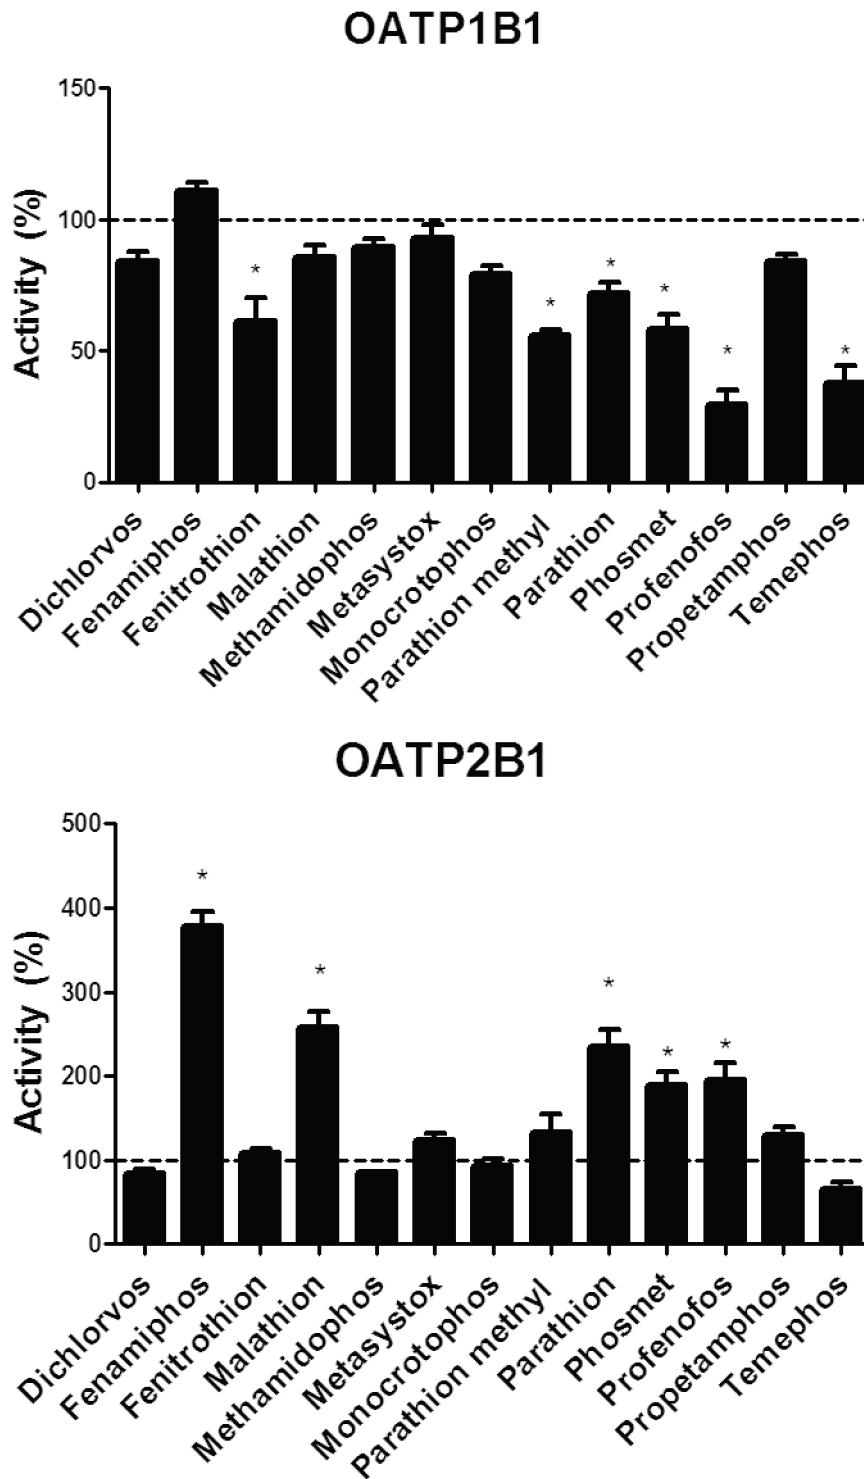 OATP1B1
150
100
50
0
Activity (%)
* * * * * *
Dichlorvos
Fenamiphos
Fenitrothion
Malathion
Methamidophos
Metasystox
Monocrotophos
Parathion methyl
Parathion
Phosmet
Profenofos
Propetamphos
Temephos
OATP2B1
500
400
300
200
100
0
Activity (%)
* * * * *
Dichlorvos
Fenamiphos
Fenitrothion
Malathion
Methamidophos
Metasystox
Monocrotophos
Parathion methyl
Parathion
Phosmet
Profenofos
Propetamphos
Temephos